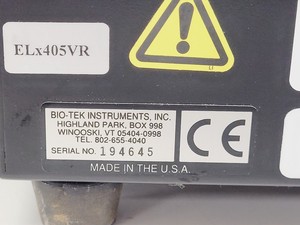 ELx405VR
BIO-TEK INSTRUMENTS, INC.
HIGHLAND PARK, BOX 998
WINOOSKI, VT 05404-0998
TEL. 802-655-4040
SERIAL NO. 194645
CE
MADE IN THE U.S.A.